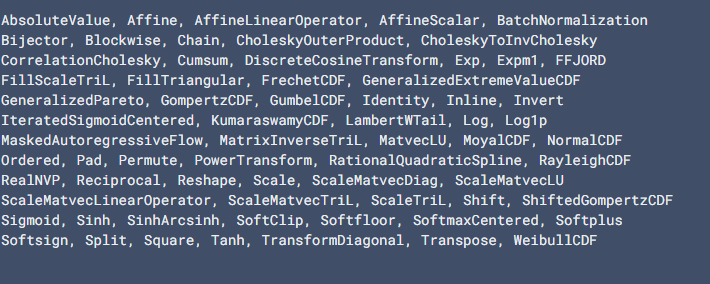 AbsoluteValue, Affine, AffineLinearOperator, AffineScalar, BatchNormalization
Bijector, Blockwise, Chain, CholeskyOuterProduct, CholeskyToInvCholesky
CorrelationCholesky, Cumsum, DiscreteCosineTransform, Exp, Expm1, FFJORD
FillScaleTriL, FillTriangular, FrechetCDF, GeneralizedExtremeValueCDF
GeneralizedPareto, GompertzCDF, GumbelCDF, Identity, Inline, Invert
IteratedSigmoidCentered, KumaraswamyCDF, LambertWTail, Log, Log1p
MaskedAutoregressiveFlow, MatrixInverseTriL, MatvecLU, MoyalCDF, NormalCDF
Ordered, Pad, Permute, PowerTransform, RationalQuadraticSpline, RayleighCDF
RealNVP, Reciprocal, Reshape, Scale, ScaleMatvecDiag, ScaleMatvecLU
ScaleMatvecLinearOperator, ScaleMatvecTriL, ScaleTriL, Shift, ShiftedGompertzCDF
Sigmoid, Sinh, SinhArcsinh, SoftClip, Softfloor, SoftmaxCentered, Softplus
Softsign, Split, Square, Tanh, TransformDiagonal, Transpose, WeibullCDF